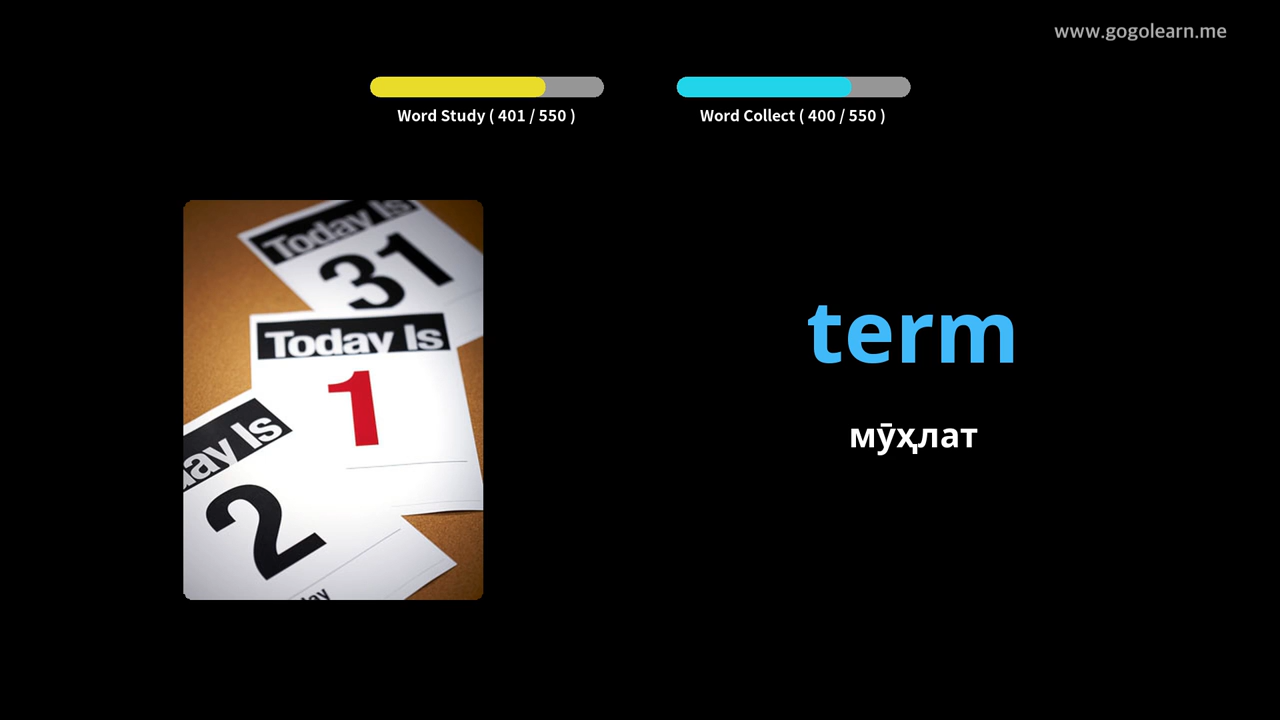 www.gogolearn.me
Word Study ( 401 / 550 )
Word Collect ( 400 / 550 )
Today Is
31
Today Is
1
day Is
2
term
мӯҳлат